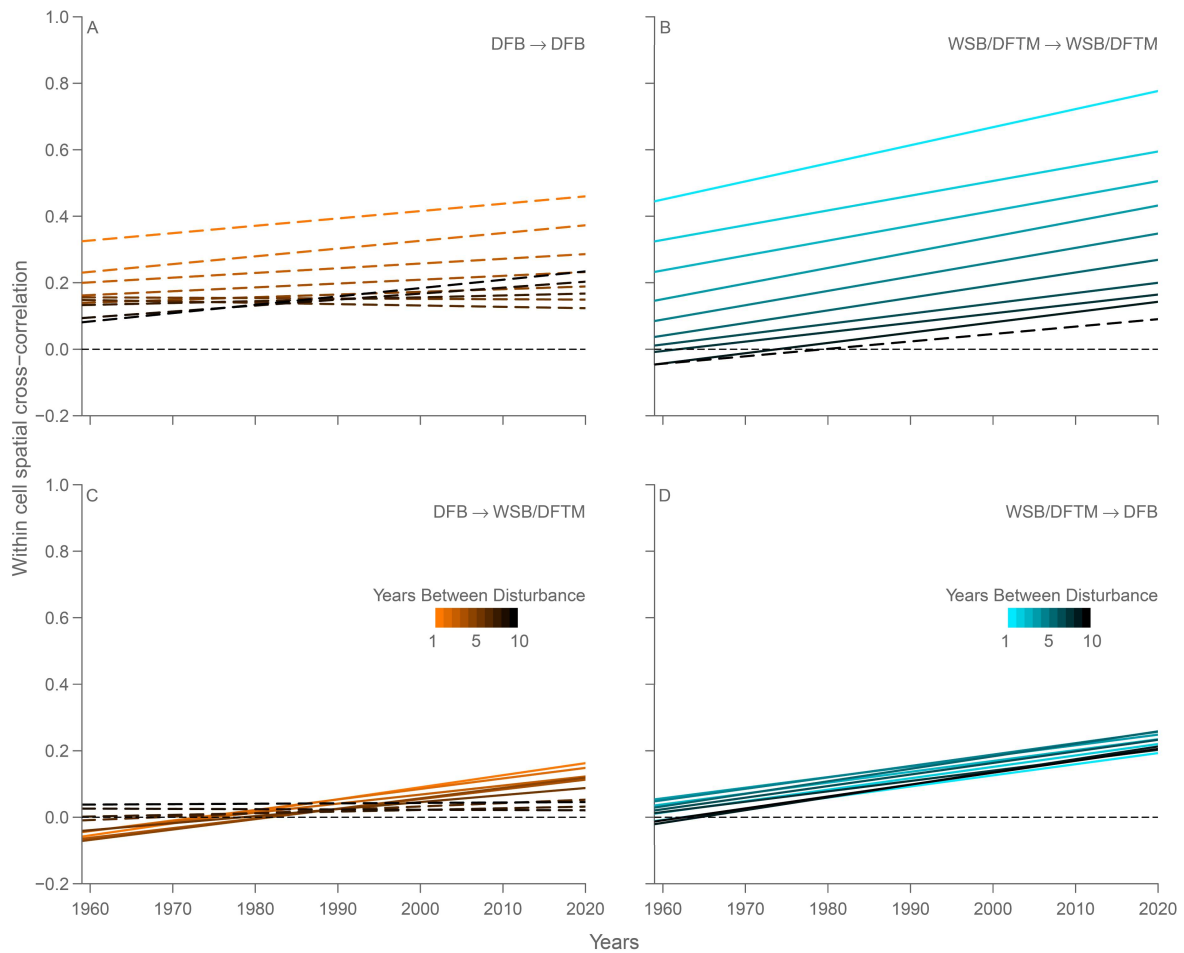 A
DFB → DFB
1.0
0.8
0.6
0.4
0.2
0.0
−0.2
B
WSB/DFTM → WSB/DFTM
Within cell spatial cross−correlation
C
DFB → WSB/DFTM
1.0
0.8
0.6
0.4
0.2
0.0
−0.2
Years Between Disturbance
1 5 10
1960 1970 1980 1990 2000 2010 2020
D
WSB/DFTM → DFB
Years Between Disturbance
1 5 10
1960 1970 1980 1990 2000 2010 2020
Years